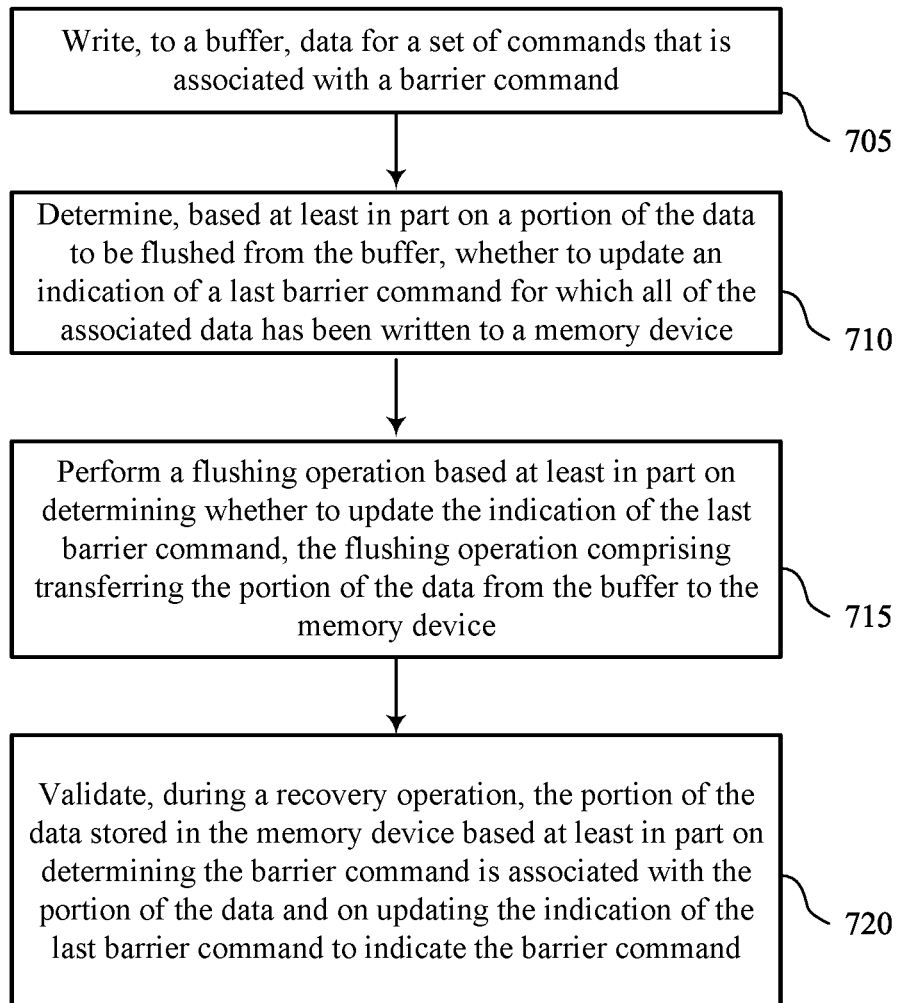 Write, to a buffer, data for a set of commands that is
associated with a barrier command
705
Determine, based at least in part on a portion of the data
to be flushed from the buffer, whether to update an
indication of a last barrier command for which all of the
associated data has been written to a memory device
710
Perform a flushing operation based at least in part on
determining whether to update the indication of the last
barrier command, the flushing operation comprising
transferring the portion of the data from the buffer to the
memory device
715
Validate, during a recovery operation, the portion of the
data stored in the memory device based at least in part on
determining the barrier command is associated with the
portion of the data and on updating the indication of the
last barrier command to indicate the barrier command
720